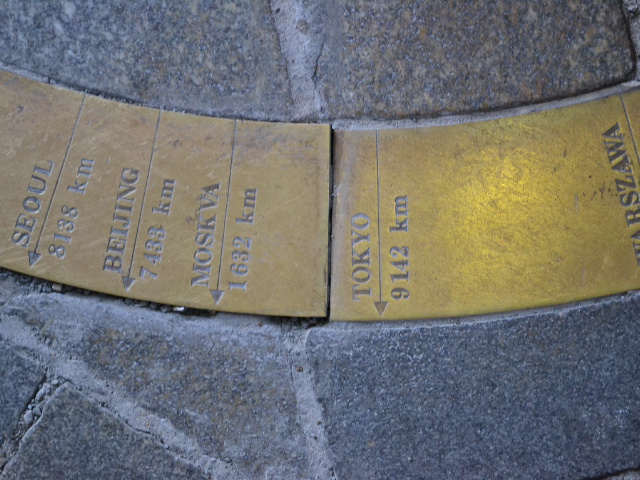 SEOUL
8138 km
BEIJING
7433 km
MOSKVA
1632 km
TOKYO
9142 km
WARSZAWA